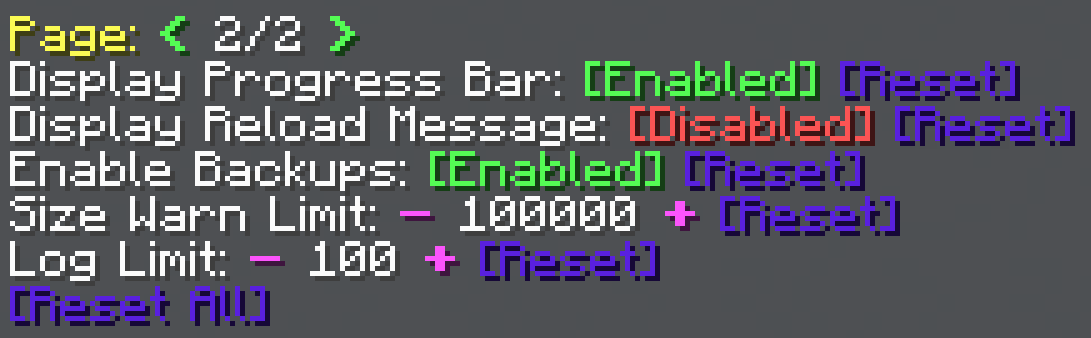 Page: < 2/2 >
Display Progress Bar: [Enabled] [Reset]
Display Reload Message: [Disabled] [Reset]
Enable Backups: [Enabled] [Reset]
Size Warn Limit: - 100000 + [Reset]
Log Limit: - 100 + [Reset]
[Reset All]